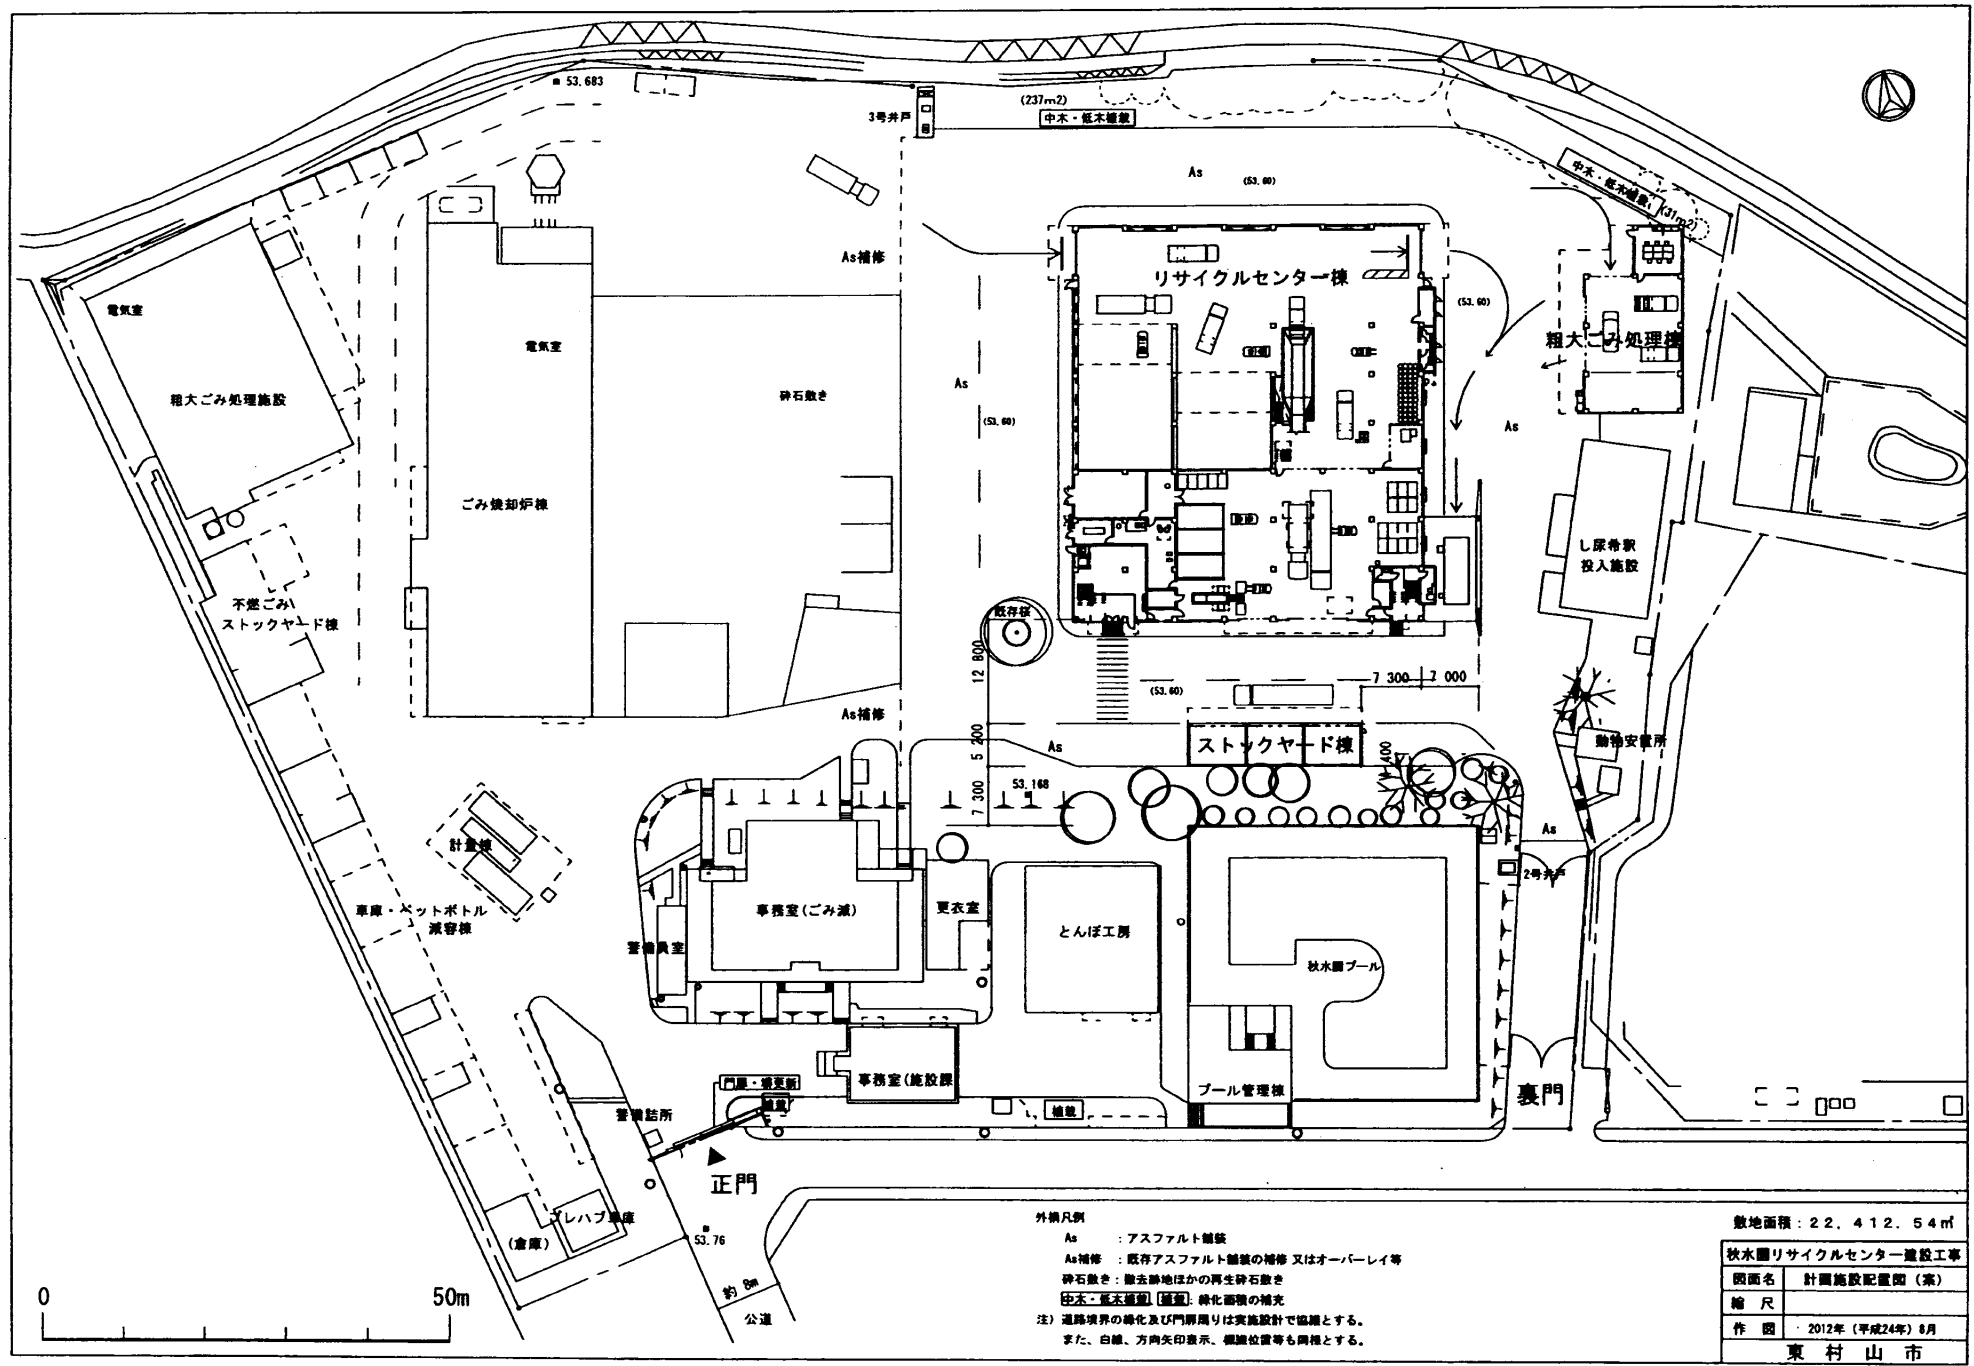 m 53.683
3号井戸
(237m2)
中木・低木植栽
中木・低木植栽
(31m2)
As
(53.60)
As補修
リサイクルセンター棟
(53.60)
粗大ごみ処理棟
電気室
電気室
粗大ごみ処理施設
砕石敷き
As
(53.60)
As
ごみ焼却炉棟
し尿希釈
投入施設
不燃ごみ
ストックヤード棟
既存桜
12 800
7 300
7 000
(53.60)
As補修
5 200
As
ストックヤード棟
400
動物安置所
7 300
53.168
As
計量棟
2号井戸
車庫・ペットボトル
減容棟
事務室(ごみ減)
更衣室
とんぼ工房
警備員室
秋水園プール
門扉・塀更新
植栽
事務室(施設課
植栽
プール管理棟
裏門
警備詰所
正門
プレハブ車庫
(倉庫)
53.76
約 8m
公道
0
50m
外構凡例
As : アスファルト舗装
As補修 : 既存アスファルト舗装の補修 又はオーバーレイ等
砕石敷き : 撤去跡地ほかの再生砕石敷き
中木・低木植栽, 植栽 : 緑化面積の補充
注) 道路境界の緑化及び門扉周りは実施設計で協議とする。
また、白線、方向矢印表示、標識位置等も同様とする。
敷地面積：22，412．54㎡
秋水園リサイクルセンター建設工事
図面名 計画施設配置図（案）
縮 尺
作 図 2012年（平成24年）8月
東 村 山 市